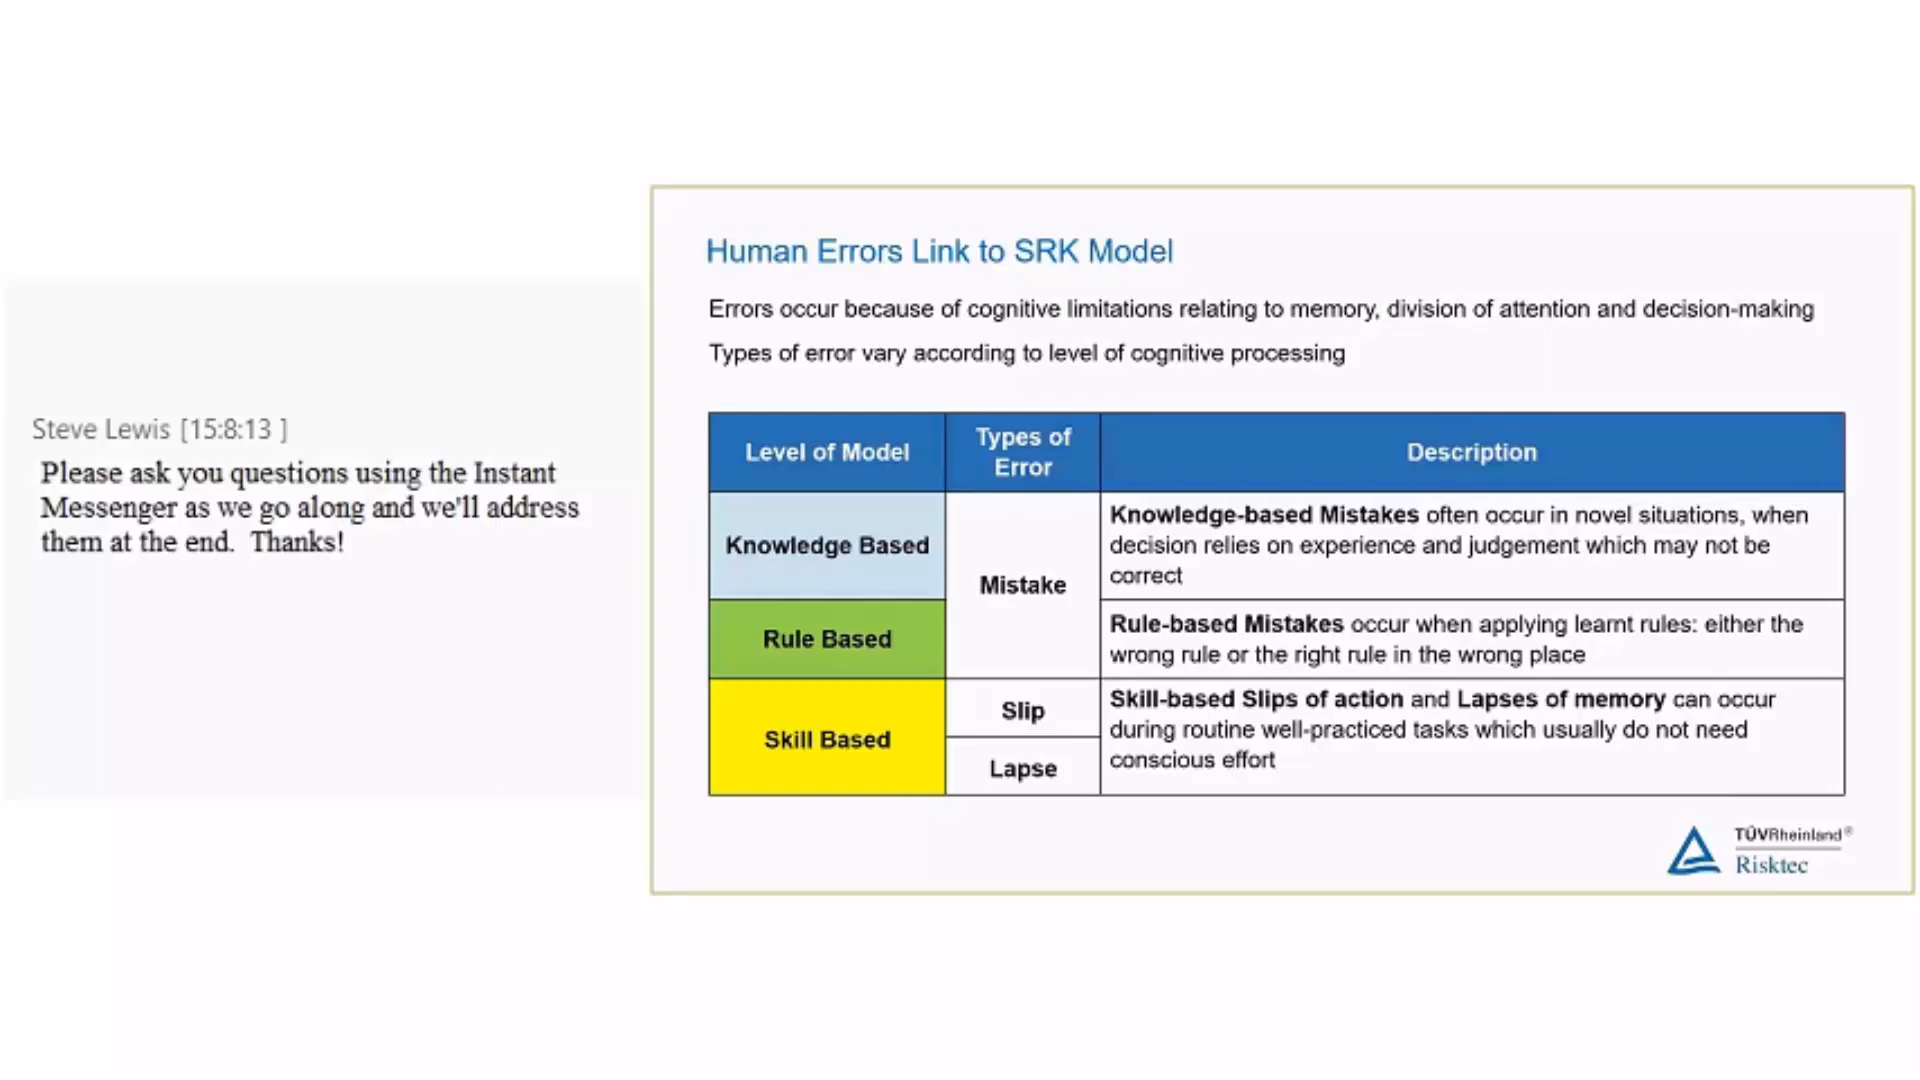 Steve Lewis [15:8:13 ]
Please ask you questions using the Instant
Messenger as we go along and we'll address
them at the end.  Thanks!
Human Errors Link to SRK Model
Errors occur because of cognitive limitations relating to memory, division of attention and decision-making
Types of error vary according to level of cognitive processing
Level of Model
Types of
Error
Description
Knowledge Based
Mistake
Knowledge-based Mistakes often occur in novel situations, when
decision relies on experience and judgement which may not be
correct
Rule Based
Rule-based Mistakes occur when applying learnt rules: either the
wrong rule or the right rule in the wrong place
Skill Based
Slip
Lapse
Skill-based Slips of action and Lapses of memory can occur
during routine well-practiced tasks which usually do not need
conscious effort
TÜVRheinland®
Risktec